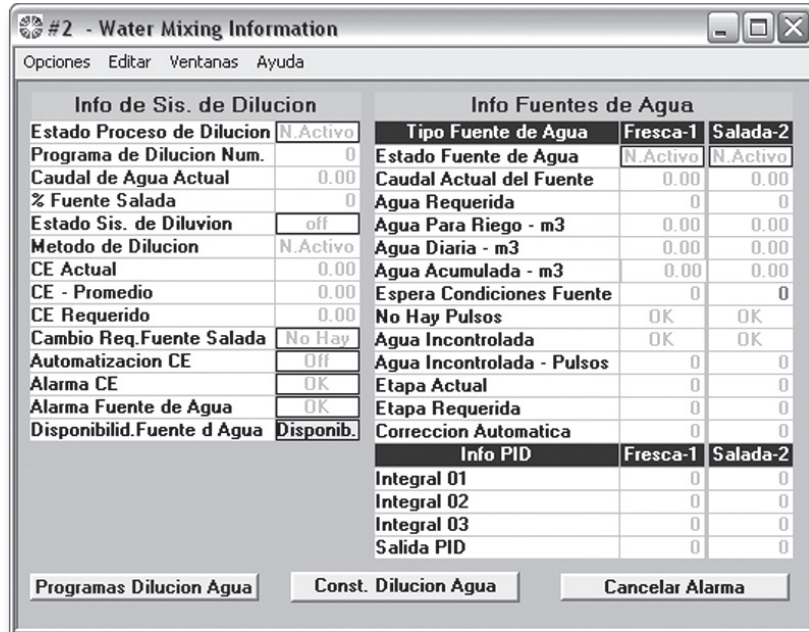 #2 - Water Mixing Information
Opciones Editar Ventanas Ayuda
Info de Sis. de Dilucion
Estado Proceso de Dilucion N.Activo
Programa de Dilucion Num. 0
Caudal de Agua Actual 0.00
% Fuente Salada 0
Estado Sis. de Diluvion off
Metodo de Dilucion N.Activo
CE Actual 0.00
CE - Promedio 0.00
CE Requerido 0.00
Cambio Req.Fuente Salada No Hay
Automatizacion CE Off
Alarma CE OK
Alarma Fuente de Agua OK
Disponibilid.Fuente d Agua Disponib.
Info Fuentes de Agua
Tipo Fuente de Agua Fresca-1 Salada-2
Estado Fuente de Agua N.Activo N.Activo
Caudal Actual del Fuente 0.00 0.00
Agua Requerida 0 0
Agua Para Riego - m3 0.00 0.00
Agua Diaria - m3 0.00 0.00
Agua Acumulada - m3 0.00 0.00
Espera Condiciones Fuente 0 0
No Hay Pulsos OK OK
Agua Incontrolada OK OK
Agua Incontrolada - Pulsos 0 0
Etapa Actual 0 0
Etapa Requerida 0 0
Correccion Automatica 0 0
Info PID Fresca-1 Salada-2
Integral 01 0 0
Integral 02 0 0
Integral 03 0 0
Salida PID 0 0
Programas Dilucion Agua Const. Dilucion Agua Cancelar Alarma